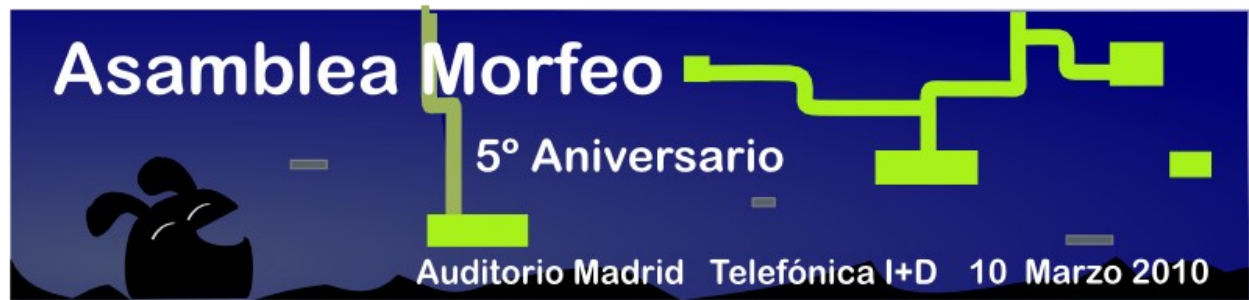 Asamblea Morfeo
5º Aniversario
Auditorio Madrid Telefónica I+D 10 Marzo 2010